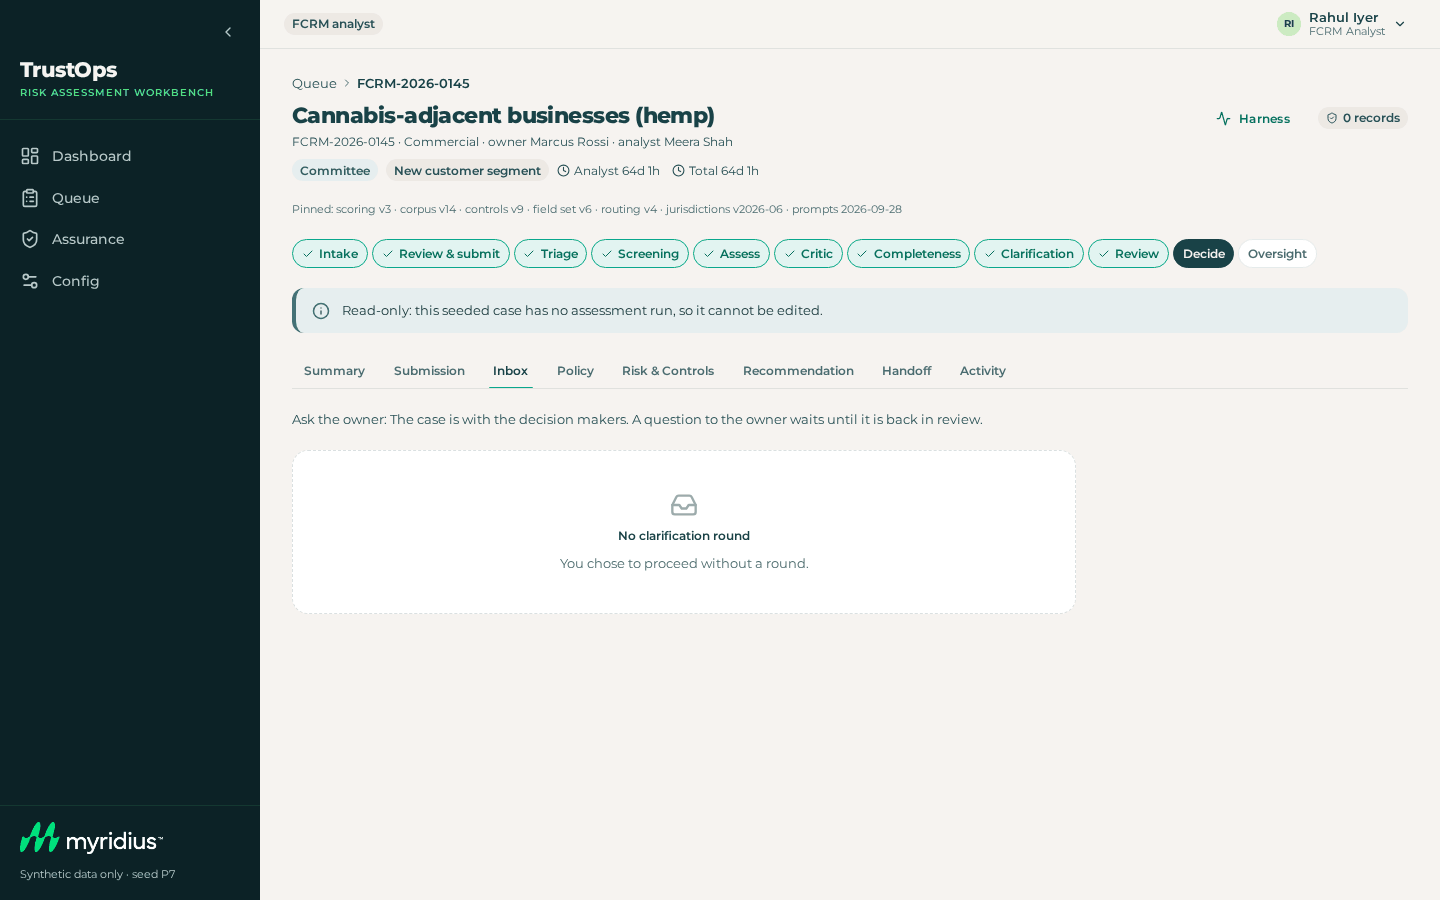 TrustOps
RISK ASSESSMENT WORKBENCH
Dashboard
Queue
Assurance
Config
myridius™
Synthetic data only · seed P7
FCRM analyst
RI
Rahul Iyer
FCRM Analyst
Queue > FCRM-2026-0145
Cannabis-adjacent businesses (hemp)
Harness
0 records
FCRM-2026-0145 · Commercial · owner Marcus Rossi · analyst Meera Shah
Committee New customer segment Analyst 64d 1h Total 64d 1h
Pinned: scoring v3 · corpus v14 · controls v9 · field set v6 · routing v4 · jurisdictions v2026-06 · prompts 2026-09-28
Intake Review & submit Triage Screening Assess Critic Completeness Clarification Review Decide Oversight
Read-only: this seeded case has no assessment run, so it cannot be edited.
Summary Submission Inbox Policy Risk & Controls Recommendation Handoff Activity
Ask the owner: The case is with the decision makers. A question to the owner waits until it is back in review.
No clarification round
You chose to proceed without a round.